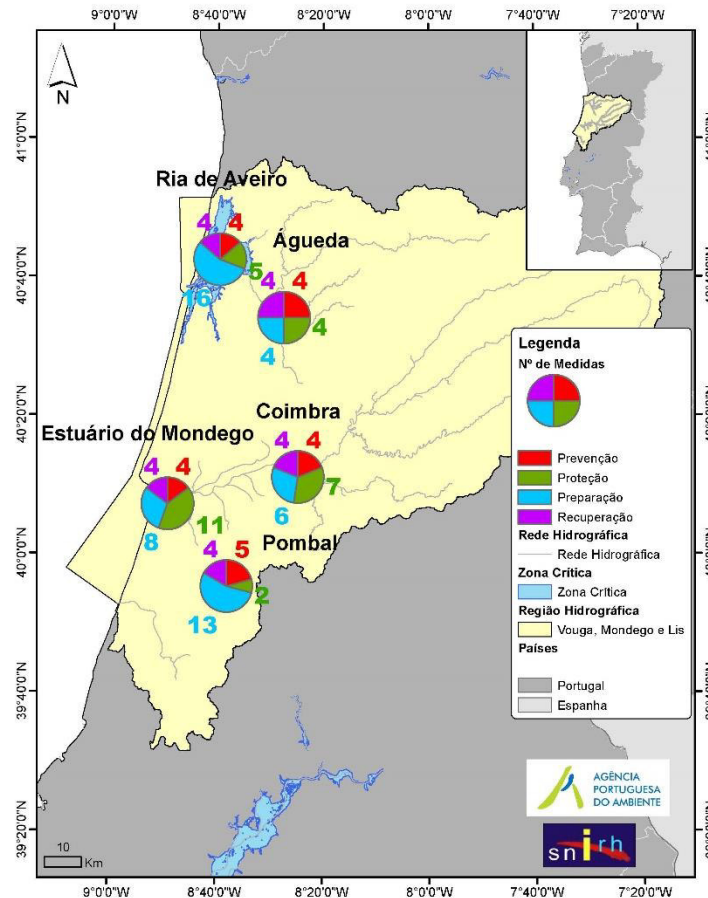 9°0'0"W 8°40'0"W 8°20'0"W 8°0'0"W 7°40'0"W 7°20'0"W
N
41°0'0"N
40°40'0"N
40°20'0"N
40°0'0"N
39°40'0"N
39°20'0"N
Ria de Aveiro
4 4
5
16
Águeda
4 4
4
4
Coimbra
4 4
7
6
Estuário do Mondego
4 4
11
8
Pombal
4 5
2
13
Legenda
Nº de Medidas
Prevenção
Proteção
Preparação
Recuperação
Rede Hidrográfica
Rede Hidrográfica
Zona Crítica
Zona Crítica
Região Hidrográfica
Vouga, Mondego e Lis
Países
Portugal
Espanha
AGÊNCIA
PORTUGUESA
DO AMBIENTE
snirh
10
Km
9°0'0"W 8°40'0"W 8°20'0"W 8°0'0"W 7°40'0"W 7°20'0"W